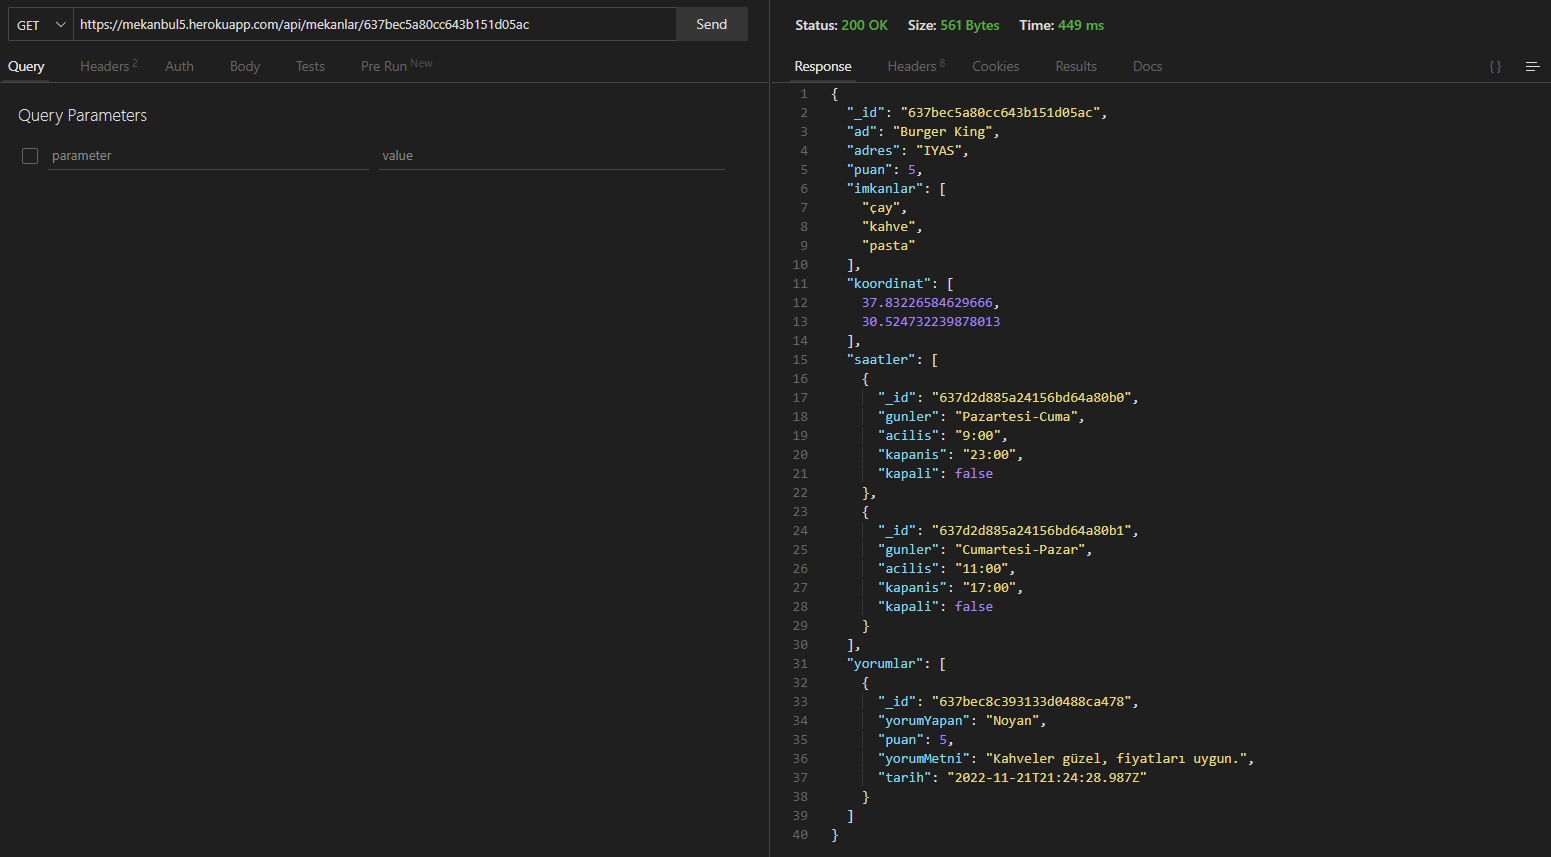 GET https://mekanbul5.herokuapp.com/api/mekanlar/637bec5a80cc643b151d05ac Send
Query Headers 2 Auth Body Tests Pre Run New
Query Parameters
parameter value
Status: 200 OK Size: 561 Bytes Time: 449 ms
Response Headers 8 Cookies Results Docs { }
1 {
2 "_id": "637bec5a80cc643b151d05ac",
3 "ad": "Burger King",
4 "adres": "IYAS",
5 "puan": 5,
6 "imkanlar": [
7 "çay",
8 "kahve",
9 "pasta"
10 ],
11 "koordinat": [
12 37.83226584629666,
13 30.524732239878013
14 ],
15 "saatler": [
16 {
17 "_id": "637d2d885a24156bd64a80b0",
18 "gunler": "Pazartesi-Cuma",
19 "acilis": "9:00",
20 "kapanis": "23:00",
21 "kapali": false
22 },
23 {
24 "_id": "637d2d885a24156bd64a80b1",
25 "gunler": "Cumartesi-Pazar",
26 "acilis": "11:00",
27 "kapanis": "17:00",
28 "kapali": false
29 }
30 ],
31 "yorumlar": [
32 {
33 "_id": "637bec8c393133d0488ca478",
34 "yorumYapan": "Noyan",
35 "puan": 5,
36 "yorumMetni": "Kahveler güzel, fiyatları uygun.",
37 "tarih": "2022-11-21T21:24:28.987Z"
38 }
39 ]
40 }